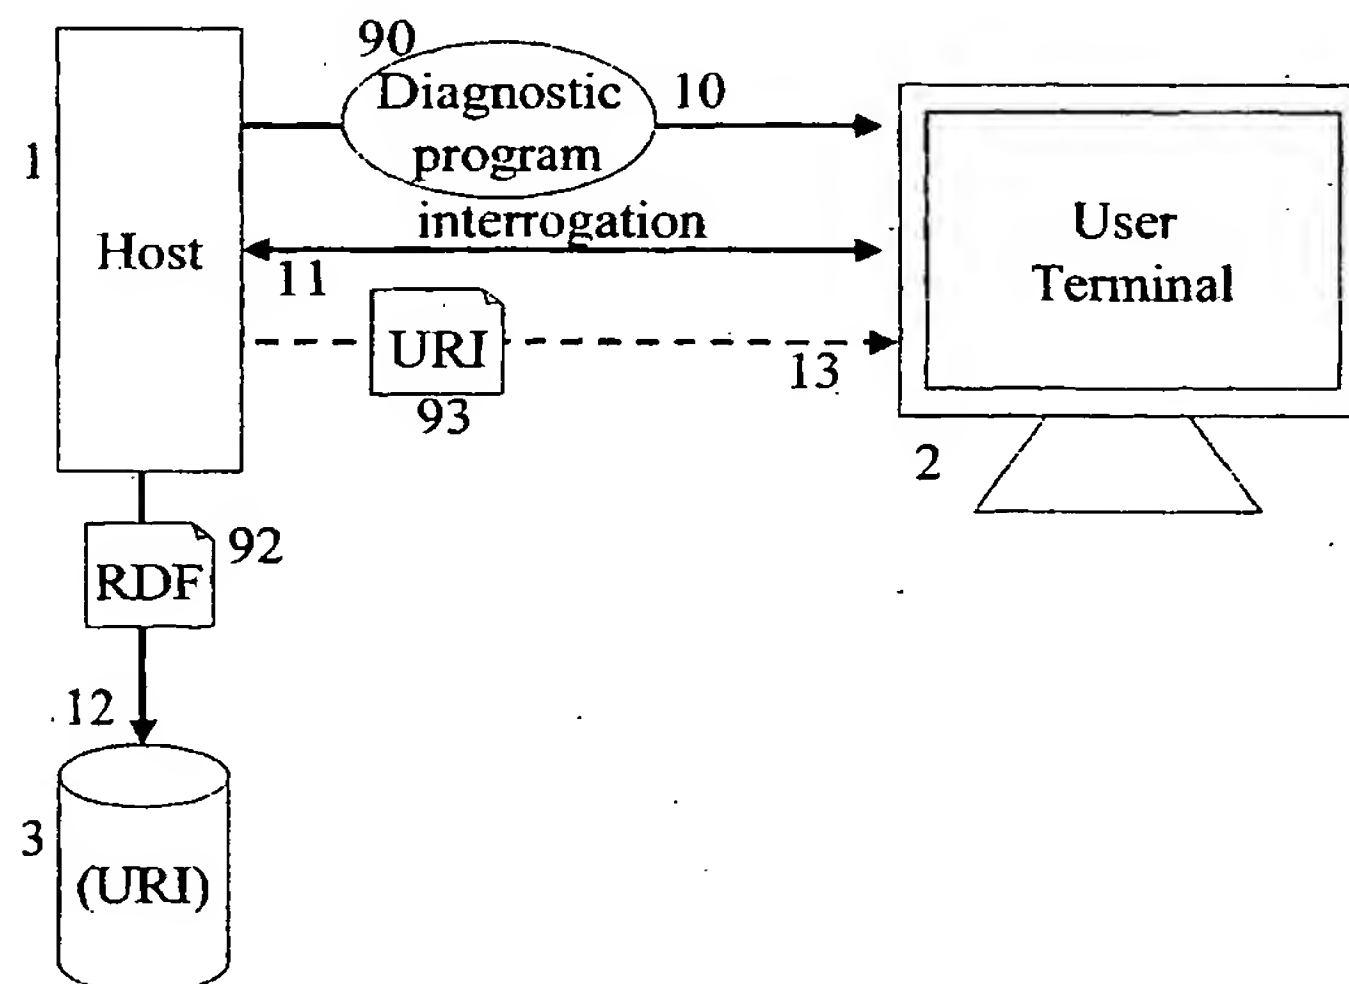 90
Diagnostic
program
10
1
Host
interrogation
11
User
Terminal
URI
93
13
2
RDF
92
12
3
(URI)